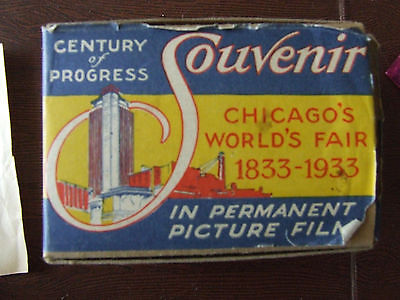 CENTURY
OF
PROGRESS
Souvenir
CHICAGO'S
WORLD'S FAIR
1833-1933
IN PERMANENT
PICTURE FILM